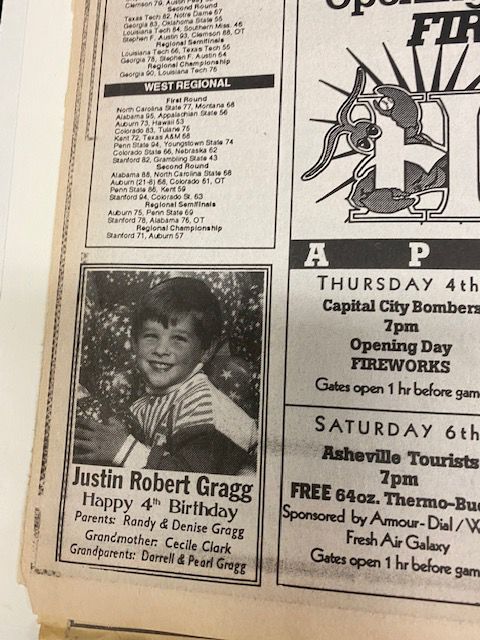 Clemson 79, Austin Peay
Second Round
Texas Tech 82, Notre Dame 67
Georgia 83, Oklahoma State 55
Louisiana Tech 84, Southern Miss. 46
Stephen F. Austin 93, Clemson 88, OT
Regional Semifinals
Louisiana Tech 66, Texas Tech 55
Georgia 78, Stephen F. Austin 64
Regional Championship
Georgia 90, Louisiana Tech 76
WEST REGIONAL
First Round
North Carolina State 77, Montana 68
Alabama 95, Appalachian State 56
Auburn 73, Hawaii 53
Colorado 83, Tulane 75
Kent 72, Texas A&M 68
Penn State 94, Youngstown State 74
Colorado State 66, Nebraska 62
Stanford 82, Grambling State 43
Second Round
Alabama 88, North Carolina State 68
Auburn (21-8) 68, Colorado 61, OT
Penn State 86, Kent 59
Stanford 94, Colorado St. 63
Regional Semifinals
Auburn 75, Penn State 69
Stanford 78, Alabama 76, OT
Regional Championship
Stanford 71, Auburn 57
Justin Robert Gragg
Happy 4th Birthday
Parents: Randy & Denise Gragg
Grandmother: Cecile Clark
Grandparents: Darrell & Pearl Gragg
Opening
FIR
A P
THURSDAY 4th
Capital City Bombers
7pm
Opening Day
FIREWORKS
Gates open 1 hr before gam
SATURDAY 6th
Asheville Tourists
7pm
FREE 64oz. Thermo-Bu
Sponsored by Armour-Dial/W
Fresh Air Galaxy
Gates open 1 hr before gam